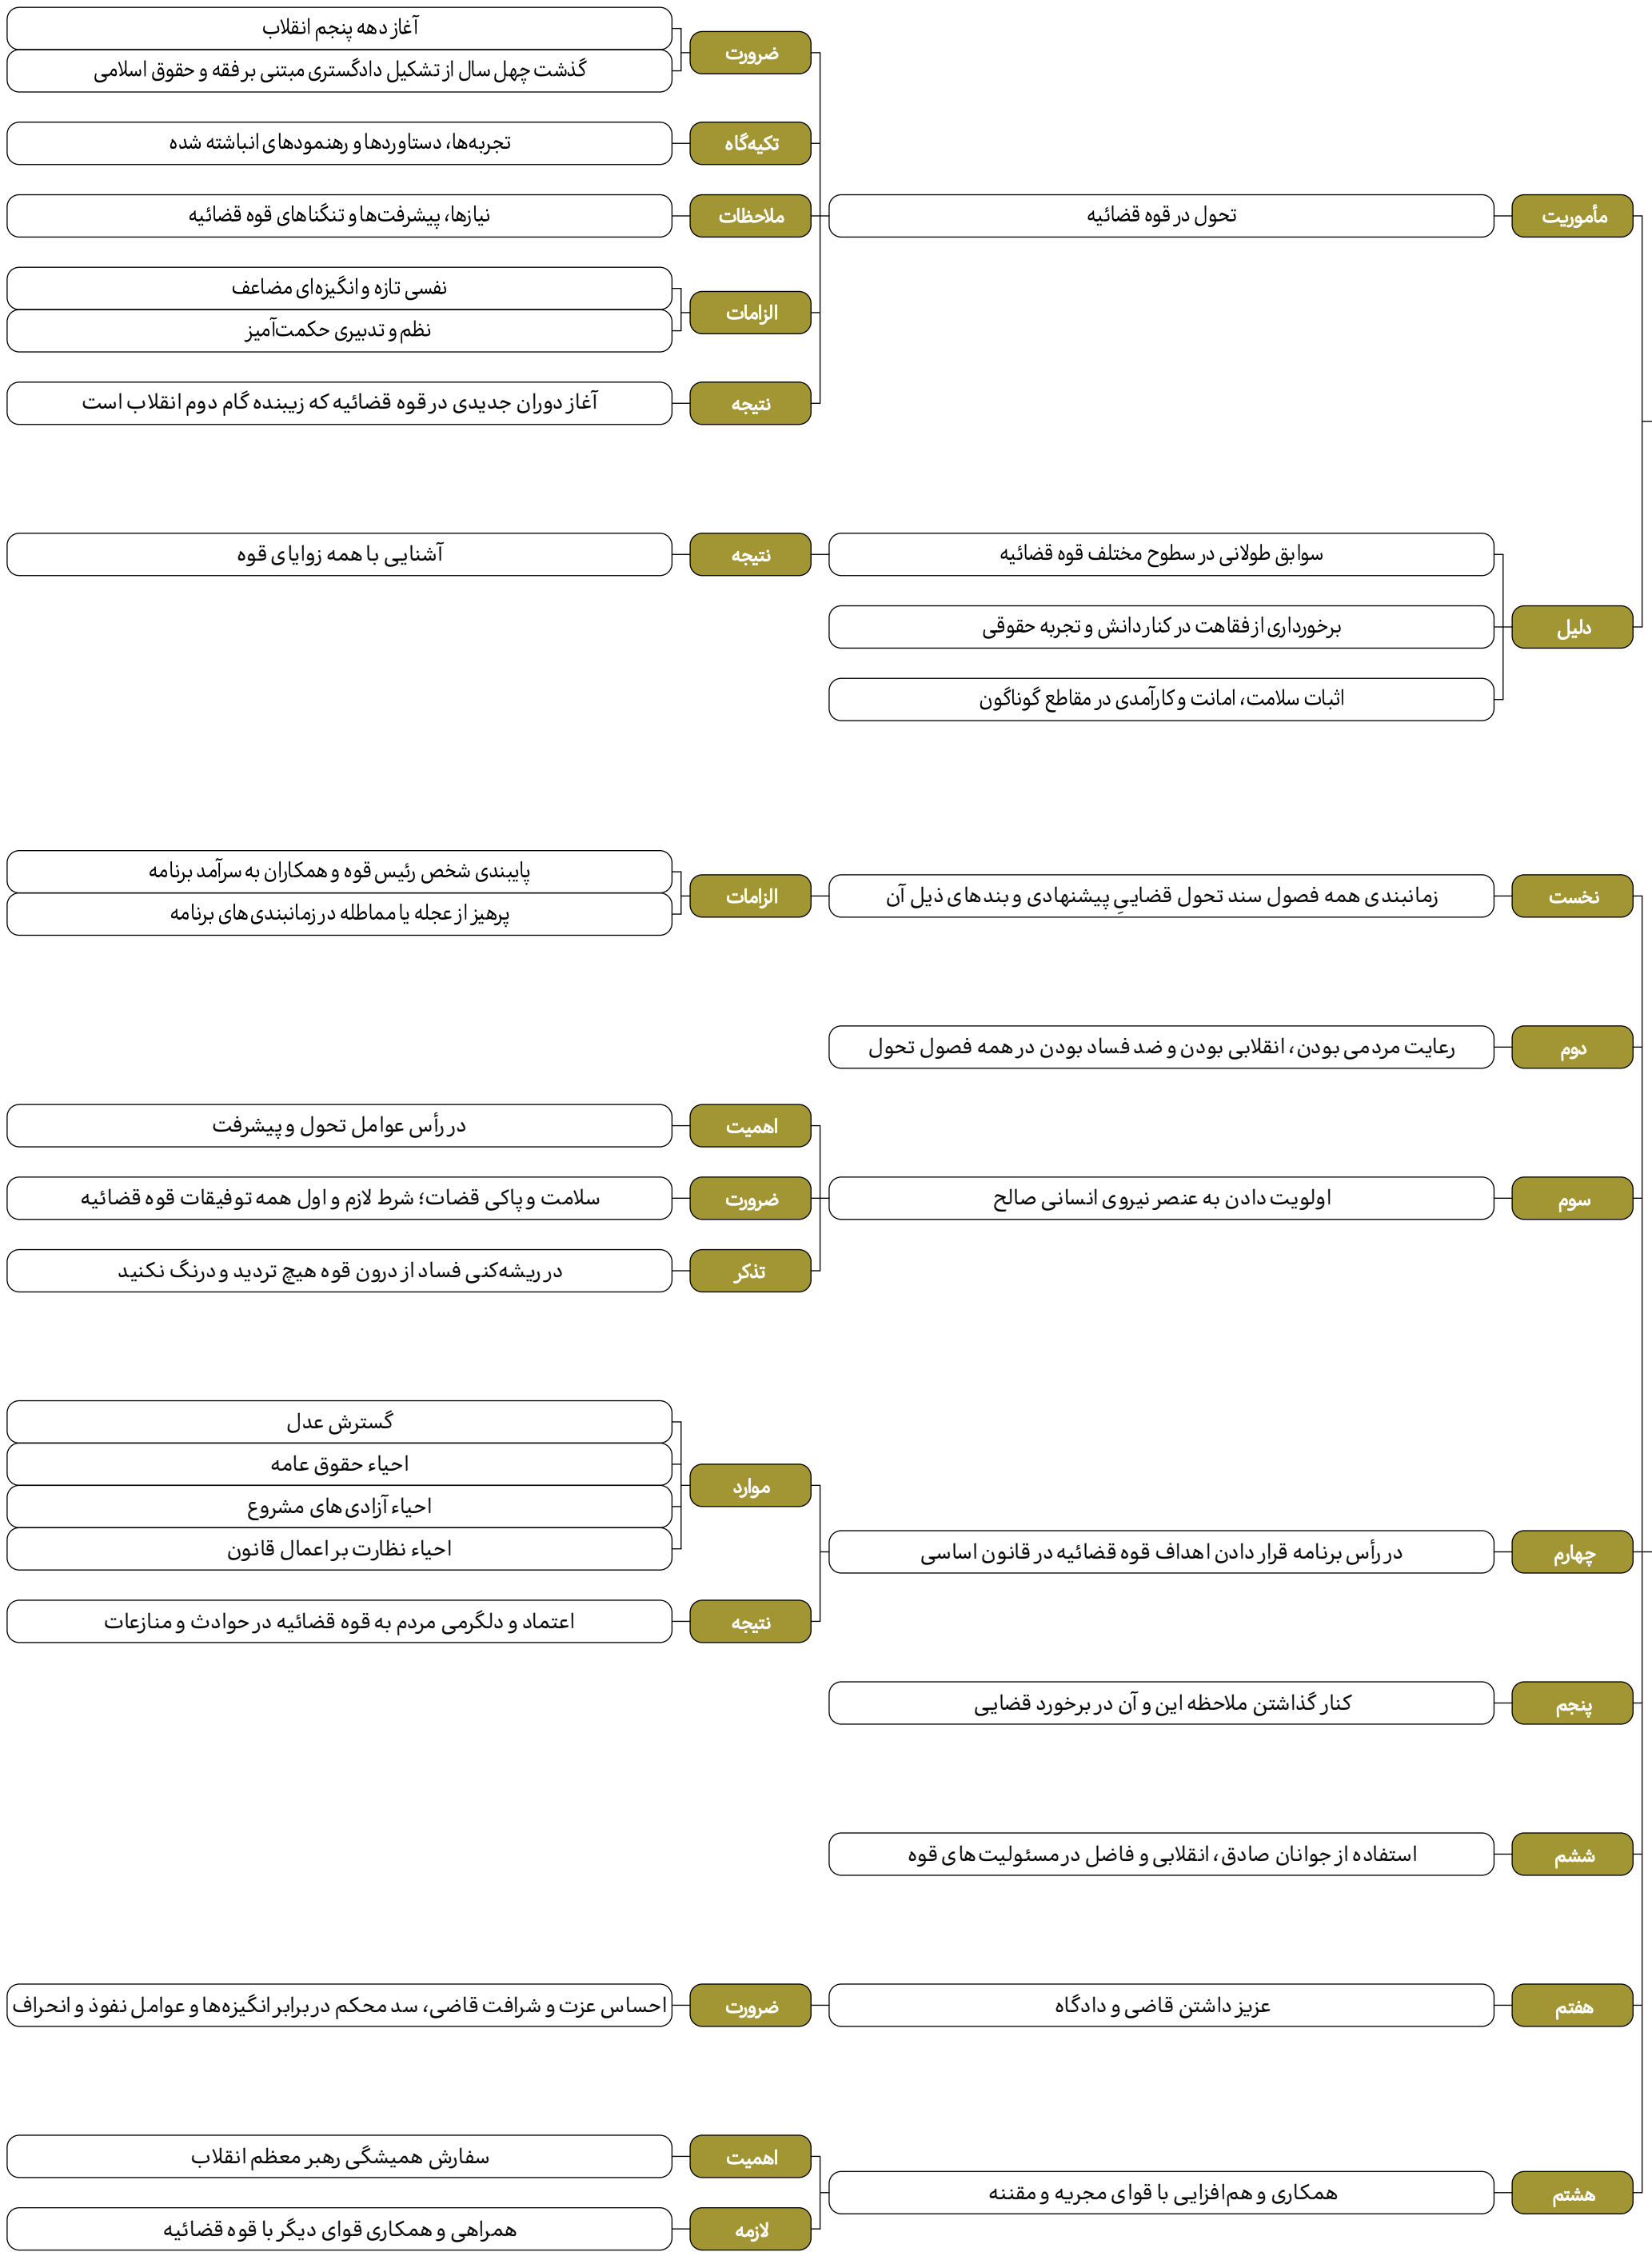 مأموریت
تحول در قوه قضائیه
ضرورت
آغاز دهه پنجم انقلاب
گذشت چهل سال از تشکیل دادگستری مبتنی بر فقه و حقوق اسلامی
تکیه‌گاه
تجربه‌ها، دستاوردها و رهنمودهای انباشته شده
ملاحظات
نیازها، پیشرفت‌ها و تنگناهای قوه قضائیه
الزامات
نفسی تازه و انگیزه‌ای مضاعف
نظم و تدبیری حکمت‌آمیز
نتیجه
آغاز دوران جدیدی در قوه قضائیه که زیبنده گام دوم انقلاب است
دلیل
سوابق طولانی در سطوح مختلف قوه قضائیه
نتیجه
آشنایی با همه زوایای قوه
برخورداری از فقاهت در کنار دانش و تجربه حقوقی
اثبات سلامت، امانت و کارآمدی در مقاطع گوناگون
نخست
زمانبندی همه فصول سند تحول قضاییِ پیشنهادی و بندهای ذیل آن
الزامات
پایبندی شخص رئیس قوه و همکاران به سرآمد برنامه
پرهیز از عجله یا مماطله در زمانبندی‌های برنامه
دوم
رعایت مردمی بودن، انقلابی بودن و ضد فساد بودن در همه فصول تحول
سوم
اولویت دادن به عنصر نیروی انسانی صالح
اهمیت
در رأس عوامل تحول و پیشرفت
ضرورت
سلامت و پاکی قضات؛ شرط لازم و اول همه توفیقات قوه قضائیه
تذکر
در ریشه‌کنی فساد از درون قوه هیچ تردید و درنگ نکنید
چهارم
در رأس برنامه قرار دادن اهداف قوه قضائیه در قانون اساسی
موارد
گسترش عدل
احیاء حقوق عامه
احیاء آزادی‌های مشروع
احیاء نظارت بر اعمال قانون
نتیجه
اعتماد و دلگرمی مردم به قوه قضائیه در حوادث و منازعات
پنجم
کنار گذاشتن ملاحظه این و آن در برخورد قضایی
ششم
استفاده از جوانان صادق، انقلابی و فاضل در مسئولیت‌های قوه
هفتم
عزیز داشتن قاضی و دادگاه
ضرورت
احساس عزت و شرافت قاضی، سد محکم در برابر انگیزه‌ها و عوامل نفوذ و انحراف
هشتم
همکاری و هم‌افزایی با قوای مجریه و مقننه
اهمیت
سفارش همیشگی رهبر معظم انقلاب
لازمه
همراهی و همکاری قوای دیگر با قوه قضائیه